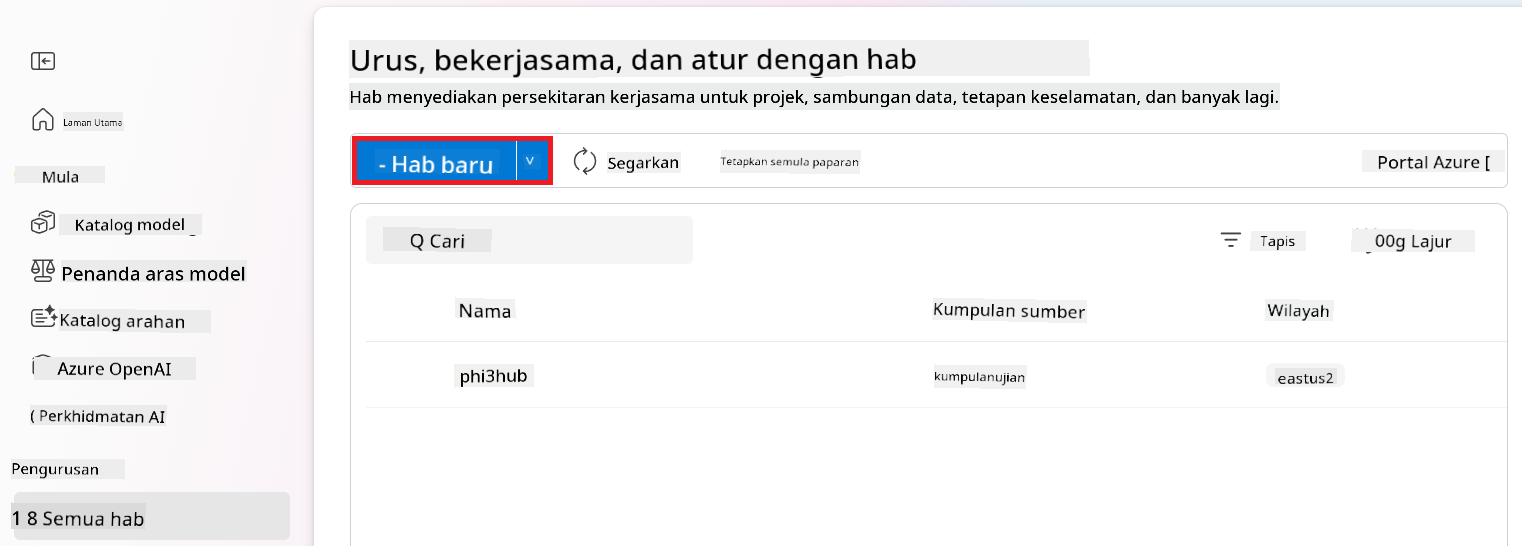 Laman Utama
Mula
Katalog model
Penanda aras model
Katalog arahan
Azure OpenAI
( Perkhidmatan AI
Pengurusan
1 8 Semua hab
Urus, bekerjasama, dan atur dengan hab
Hab menyediakan persekitaran kerjasama untuk projek, sambungan data, tetapan keselamatan, dan banyak lagi.
- Hab baru v
Segarkan
Tetapkan semula paparan
Portal Azure [
Q Cari
Tapis
00g Lajur
Nama Kumpulan sumber Wilayah
phi3hub kumpulanujian eastus2